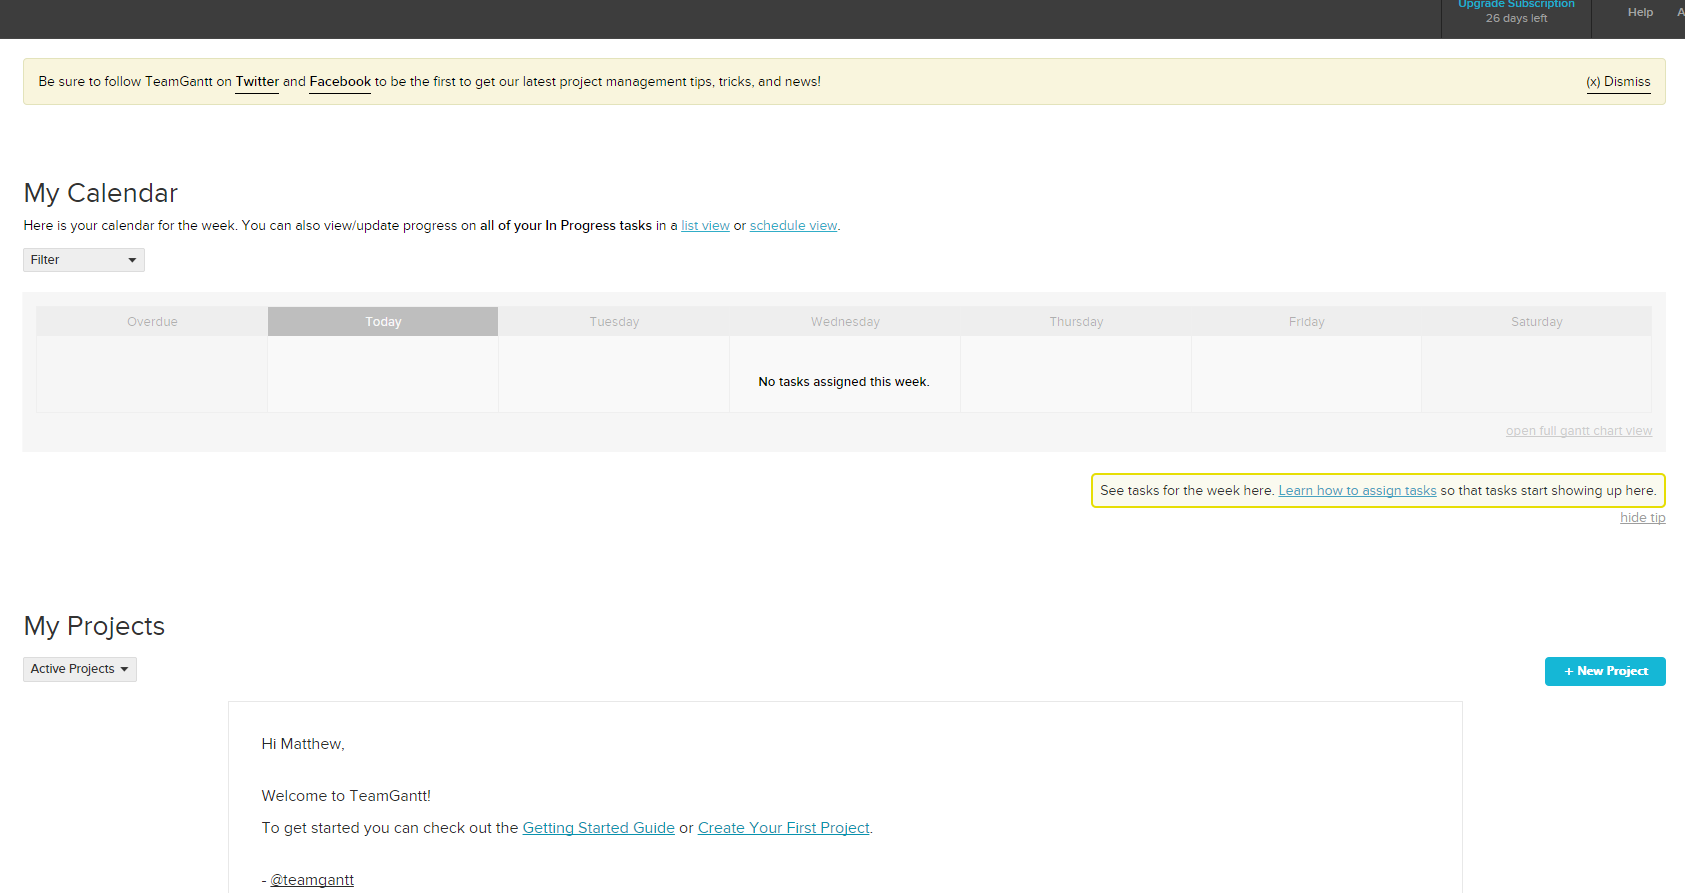 Upgrade Subscription
26 days left
Help
A
Be sure to follow TeamGantt on Twitter and Facebook to be the first to get our latest project management tips, tricks, and news!
(x) Dismiss
My Calendar
Here is your calendar for the week. You can also view/update progress on all of your In Progress tasks in a list view or schedule view.
Filter
Overdue Today Tuesday Wednesday Thursday Friday Saturday
No tasks assigned this week.
open full gantt chart view
See tasks for the week here. Learn how to assign tasks so that tasks start showing up here.
hide tip
My Projects
Active Projects
+ New Project
Hi Matthew,
Welcome to TeamGantt!
To get started you can check out the Getting Started Guide or Create Your First Project.
- @teamgantt